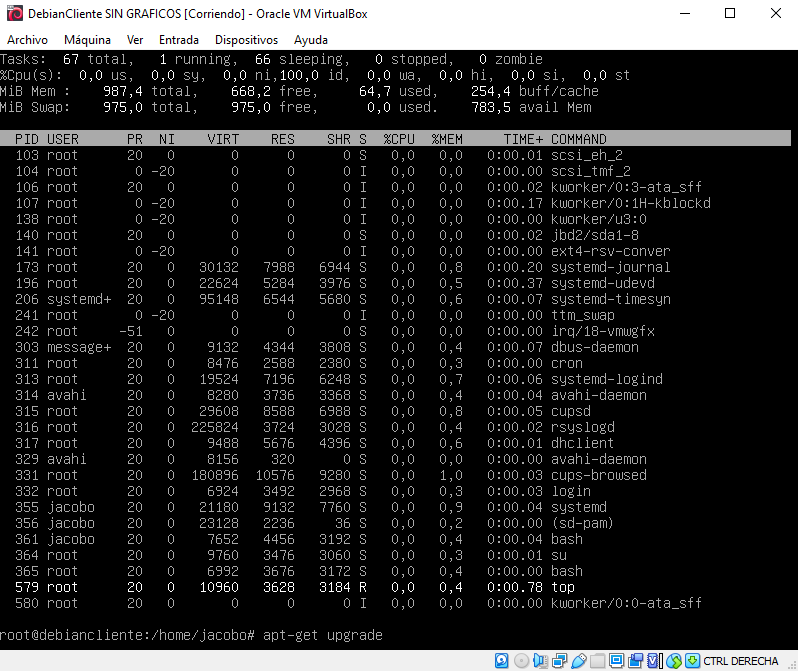 DebianCliente SIN GRAFICOS [Corriendo] - Oracle VM VirtualBox
Archivo Máquina Ver Entrada Dispositivos Ayuda
Tasks: 67 total, 1 running, 66 sleeping, 0 stopped, 0 zombie
%Cpu(s): 0,0 us, 0,0 sy, 0,0 ni,100,0 id, 0,0 wa, 0,0 hi, 0,0 si, 0,0 st
MiB Mem : 987,4 total, 668,2 free, 64,7 used, 254,4 buff/cache
MiB Swap: 975,0 total, 975,0 free, 0,0 used. 783,5 avail Mem
PID USER PR NI VIRT RES SHR S %CPU %MEM TIME+ COMMAND
103 root 20 0 0 0 0 S 0,0 0,0 0:00.01 scsi_eh_2
104 root 0 -20 0 0 0 I 0,0 0,0 0:00.00 scsi_tmf_2
106 root 20 0 0 0 0 I 0,0 0,0 0:00.02 kworker/0:3-ata_sff
107 root 0 -20 0 0 0 I 0,0 0,0 0:00.17 kworker/0:1H-kblockd
138 root 0 -20 0 0 0 I 0,0 0,0 0:00.00 kworker/u3:0
140 root 20 0 0 0 0 S 0,0 0,0 0:00.02 jbd2/sda1-8
141 root 0 -20 0 0 0 I 0,0 0,0 0:00.00 ext4-rsv-conver
173 root 20 0 30132 7988 6944 S 0,0 0,8 0:00.20 systemd-journal
196 root 20 0 22624 5284 3976 S 0,0 0,5 0:00.37 systemd-udevd
206 systemd+ 20 0 95148 6544 5680 S 0,0 0,6 0:00.07 systemd-timesyn
241 root 0 -20 0 0 0 I 0,0 0,0 0:00.00 ttm_swap
242 root -51 0 0 0 0 S 0,0 0,0 0:00.00 irq/18-vmwgfx
303 message+ 20 0 9132 4344 3808 S 0,0 0,4 0:00.07 dbus-daemon
311 root 20 0 8476 2588 2380 S 0,0 0,3 0:00.00 cron
313 root 20 0 19524 7196 6248 S 0,0 0,7 0:00.06 systemd-logind
314 avahi 20 0 8280 3736 3368 S 0,0 0,4 0:00.04 avahi-daemon
315 root 20 0 29608 8588 6988 S 0,0 0,8 0:00.05 cupsd
316 root 20 0 225824 3724 3028 S 0,0 0,4 0:00.02 rsyslogd
317 root 20 0 9488 5676 4396 S 0,0 0,6 0:00.01 dhclient
329 avahi 20 0 8156 320 0 S 0,0 0,0 0:00.00 avahi-daemon
331 root 20 0 180896 10576 9280 S 0,0 1,0 0:00.03 cups-browsed
332 root 20 0 6924 3492 2968 S 0,0 0,3 0:00.03 login
355 jacobo 20 0 21180 9132 7760 S 0,0 0,9 0:00.04 systemd
356 jacobo 20 0 23128 2236 36 S 0,0 0,2 0:00.00 (sd-pam)
361 jacobo 20 0 7652 4456 3192 S 0,0 0,4 0:00.04 bash
364 root 20 0 9760 3476 3060 S 0,0 0,3 0:00.01 su
365 root 20 0 6992 3676 3172 S 0,0 0,4 0:00.00 bash
579 root 20 0 10960 3628 3184 R 0,0 0,4 0:00.78 top
580 root 20 0 0 0 0 I 0,0 0,0 0:00.00 kworker/0:0-ata_sff
root@debiancliente:/home/jacobo# apt-get upgrade
CTRL DERECHA